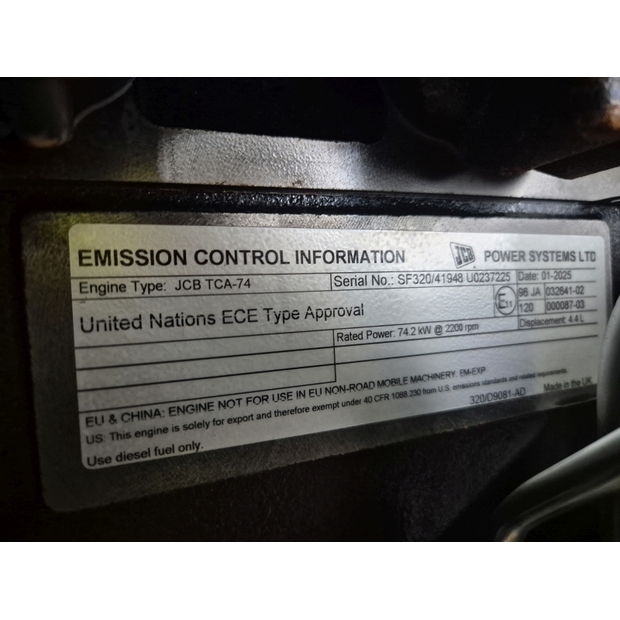 EMISSION CONTROL INFORMATION JCB POWER SYSTEMS LTD
Engine Type: JCB TCA-74 Serial No.: SF320/41948 U0237225 Date: 01-2025
United Nations ECE Type Approval E11 96 JA 032641-02
120 000087-03
Rated Power: 74.2 kW @ 2200 rpm Displacement: 4.4 L
EU & CHINA: ENGINE NOT FOR USE IN EU NON-ROAD MOBILE MACHINERY: EM-EXP
US: This engine is solely for export and therefore exempt under 40 CFR 1068.230 from U.S. emissions standards and related requirements.
Use diesel fuel only. 320/D9081-AD Made in the UK